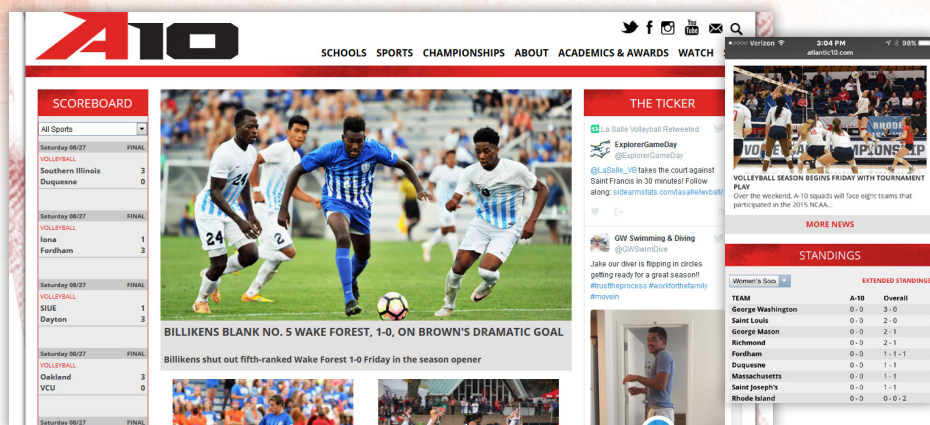 A10
SCHOOLS SPORTS CHAMPIONSHIPS ABOUT ACADEMICS & AWARDS WATCH
SCOREBOARD
All Sports
Saturday 08/27 FINAL
VOLLEYBALL
Southern Illinois 3
Duquesne 0
Saturday 08/27 FINAL
VOLLEYBALL
Iona 1
Fordham 3
Saturday 08/27 FINAL
VOLLEYBALL
SIUE 1
Dayton 3
Saturday 08/27 FINAL
VOLLEYBALL
Oakland 3
VCU 0
Saturday 08/27 FINAL
24
24
BILLIKENS BLANK NO. 5 WAKE FOREST, 1-0, ON BROWN'S DRAMATIC GOAL
Billikens shut out fifth-ranked Wake Forest 1-0 Friday in the season opener
You
Tube
THE TICKER
La Salle Volleyball Retweeted
ExplorerGameDay
@ExplorerGameDay
@LaSalle_VB takes the court against
Saint Francis in 30 minutes! Follow
along: sidearmstats.com/lasalle/wvball/
GW Swimming & Diving
@GWSwimDive
Jake our diver is flipping in circles
getting ready for a great season!!
#trusttheprocess #workforthefamily
#movein
Verizon 3:04 PM 98%
atlantic10.com
RHODE
VOLLEYBALL SEASON BEGINS FRIDAY WITH TOURNAMENT
PLAY
Over the weekend, A-10 squads will face eight teams that
participated in the 2015 NCAA...
MORE NEWS
STANDINGS
Women's Soc EXTENDED STANDINGS
TEAM A-10 Overall
George Washington 0 - 0 3 - 0
Saint Louis 0 - 0 2 - 0
George Mason 0 - 0 2 - 1
Richmond 0 - 0 2 - 1
Fordham 0 - 0 1 - 1 - 1
Duquesne 0 - 0 1 - 1
Massachusetts 0 - 0 1 - 1
Saint Joseph's 0 - 0 1 - 1
Rhode Island 0 - 0 0 - 0 - 2